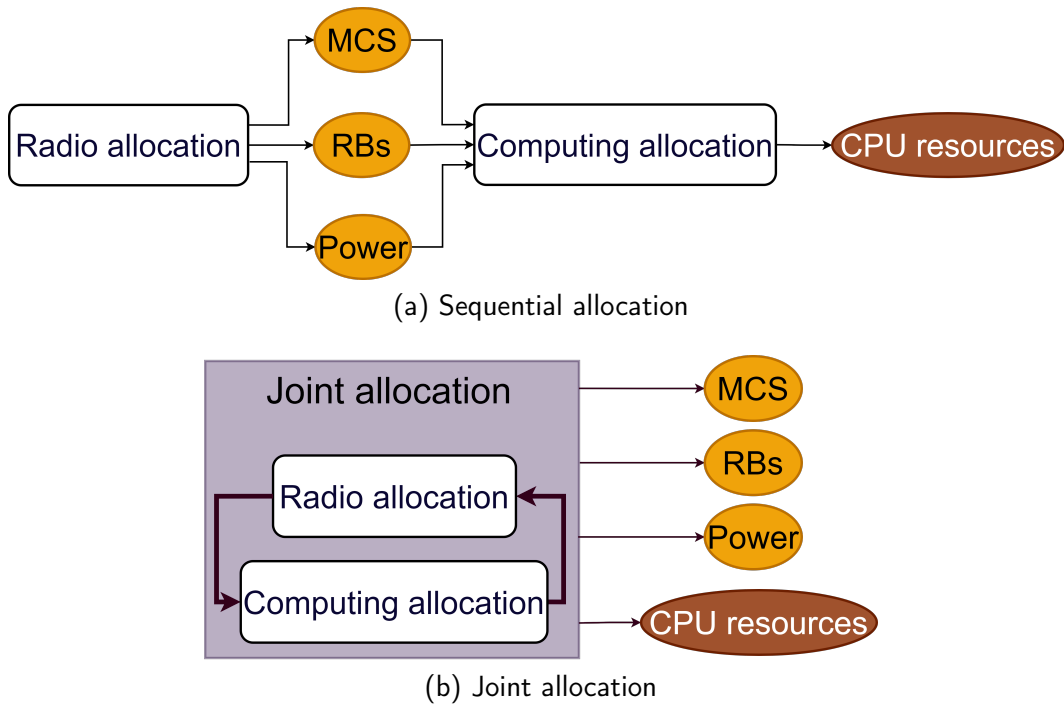 MCS
Radio allocation
RBs
Computing allocation
CPU resources
Power
(a) Sequential allocation
Joint allocation
MCS
RBs
Radio allocation
Power
Computing allocation
CPU resources
(b) Joint allocation